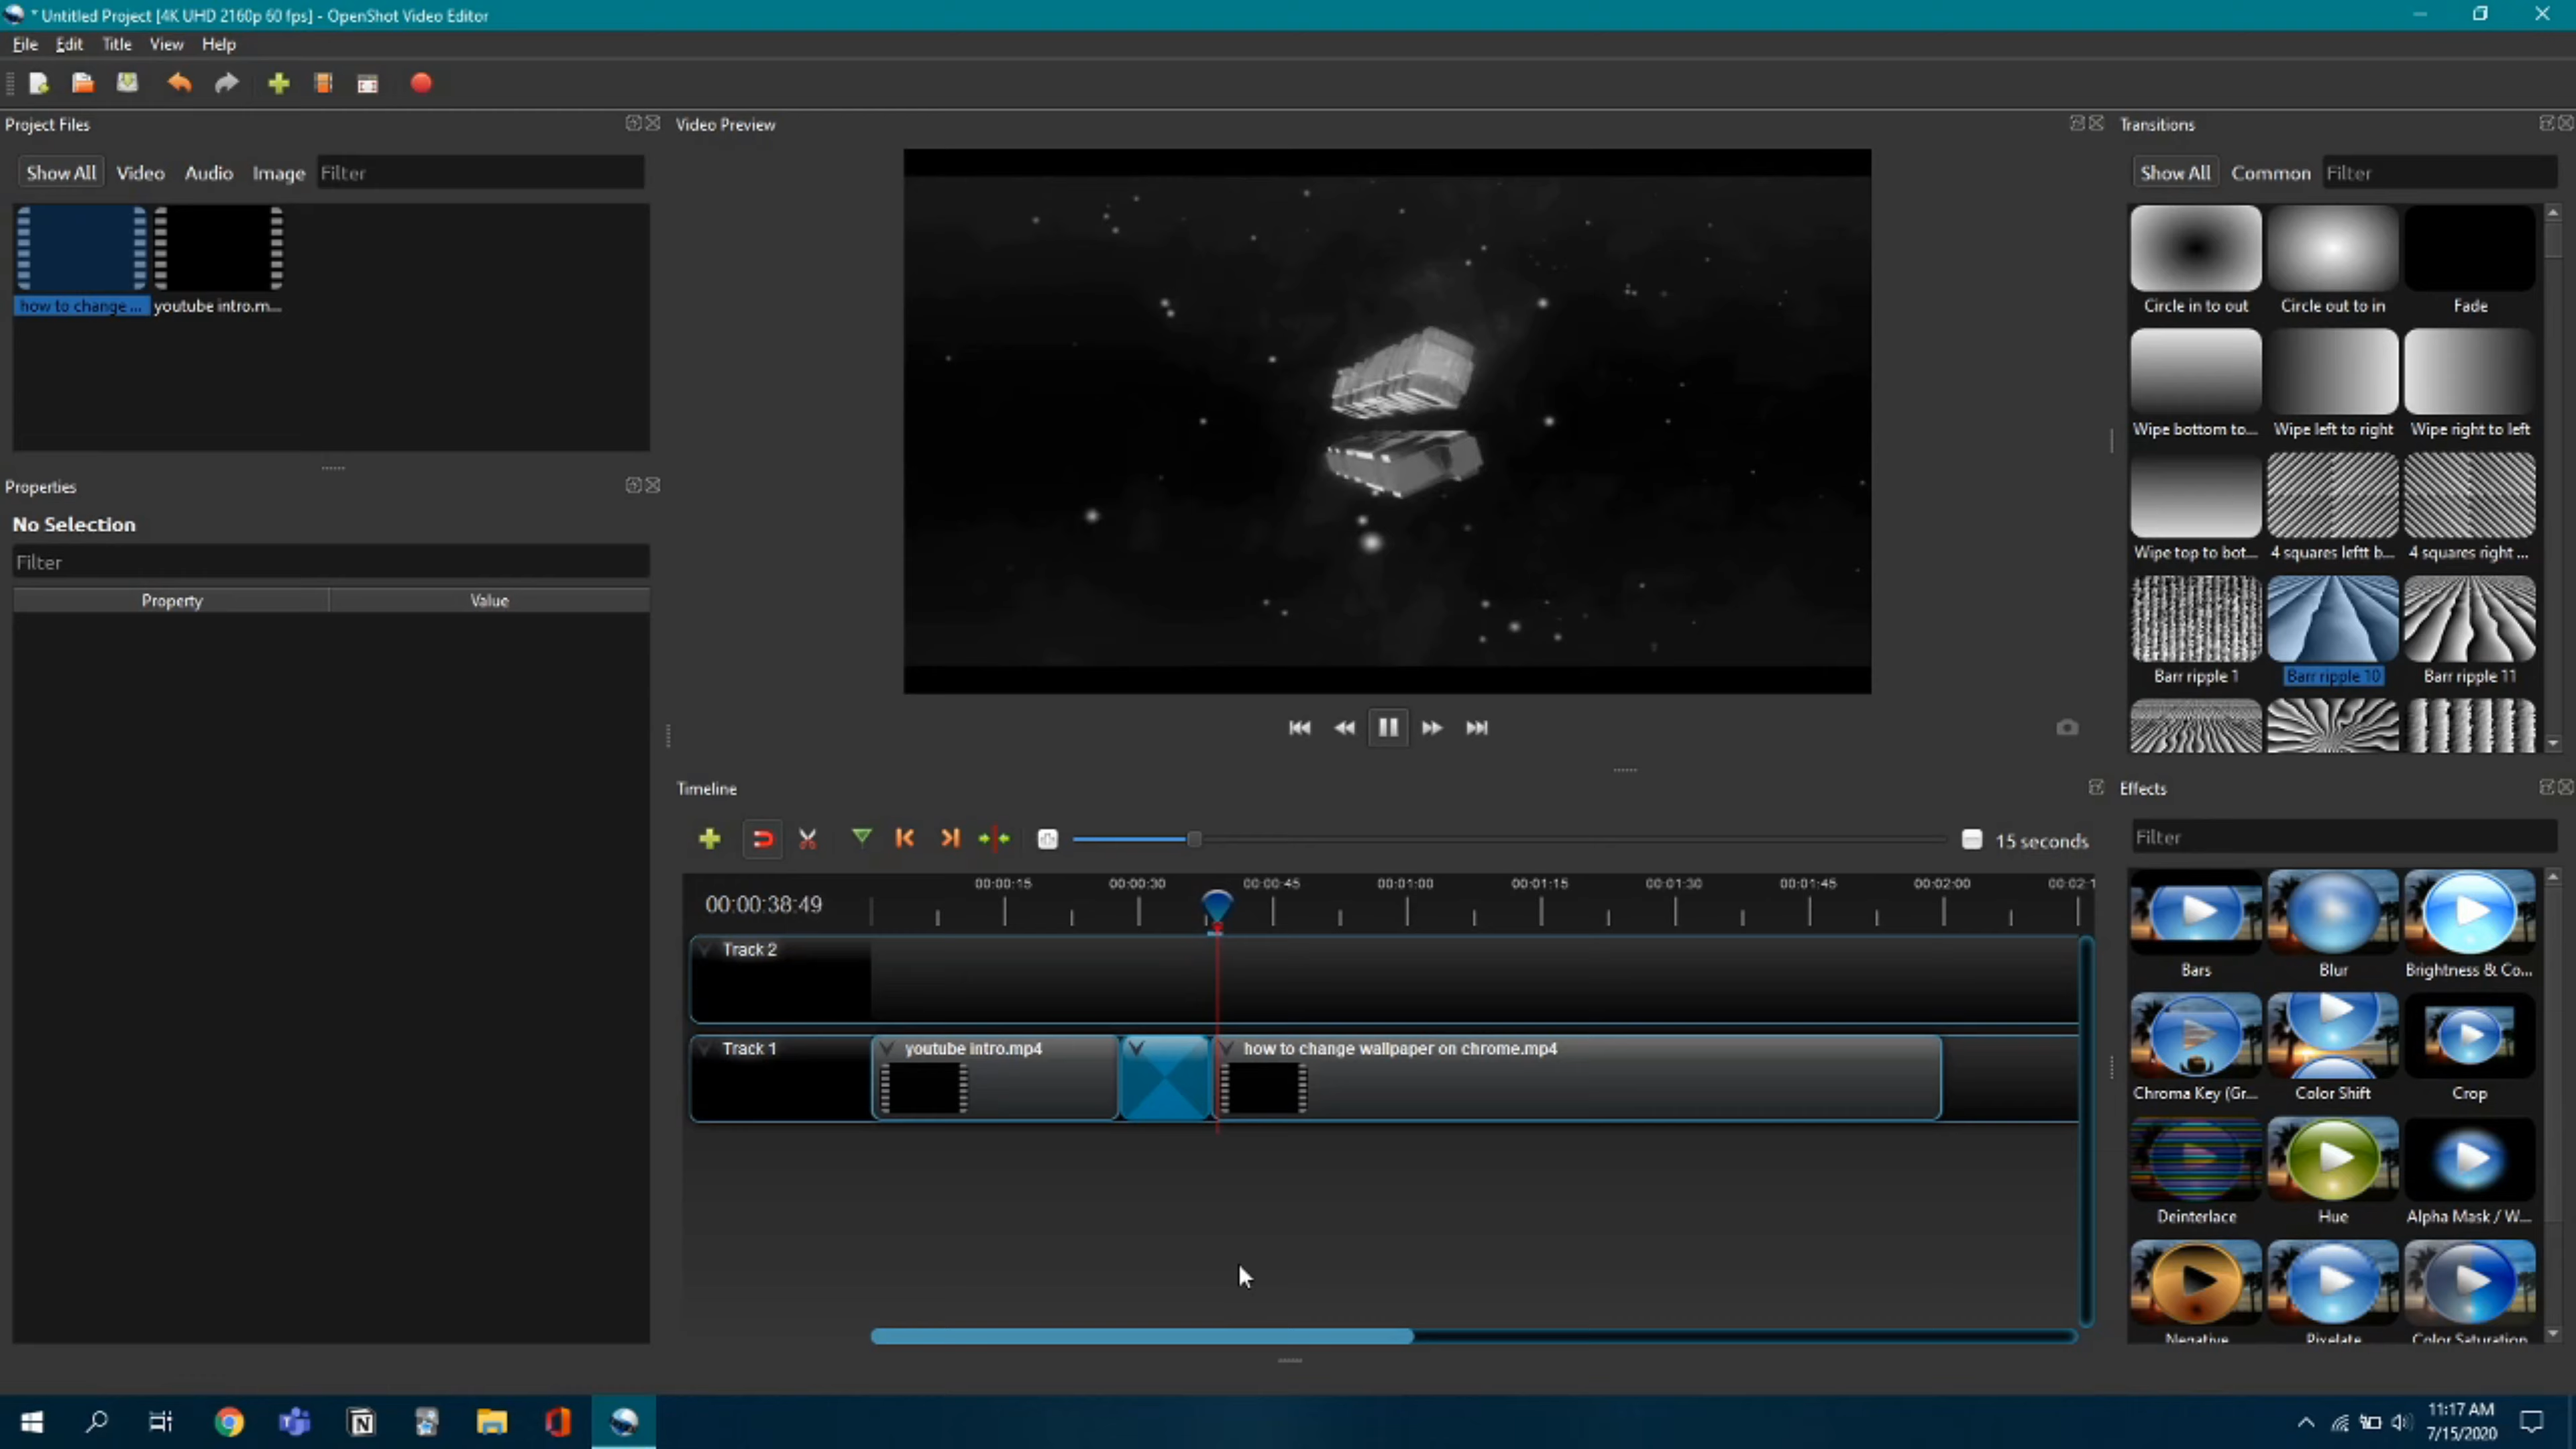 * Untitled Project [4K UHD 2160p 60 fps] - OpenShot Video Editor
File Edit Title View Help
Project Files
Show All Video Audio Image Filter
how to change ... youtube intro.m...
Properties
No Selection
Filter
Property Value
Video Preview
Transitions
Show All Common Filter
Circle in to out Circle out to in Fade
Wipe bottom to... Wipe left to right Wipe right to left
Wipe top to bot... 4 squares leftt b... 4 squares right ...
Barr ripple 1 Barr ripple 10 Barr ripple 11
Timeline
15 seconds
00:00:38:49
00:00:15 00:00:30 00:00:45 00:01:00 00:01:15 00:01:30 00:01:45 00:02:00 00:02:1
Track 2
Track 1
youtube intro.mp4
how to change wallpaper on chrome.mp4
Effects
Filter
Bars Blur Brightness & Co...
Chroma Key (Gr... Color Shift Crop
Deinterlace Hue Alpha Mask / W...
Negative Pixelate Color Saturation
11:17 AM
7/15/2020